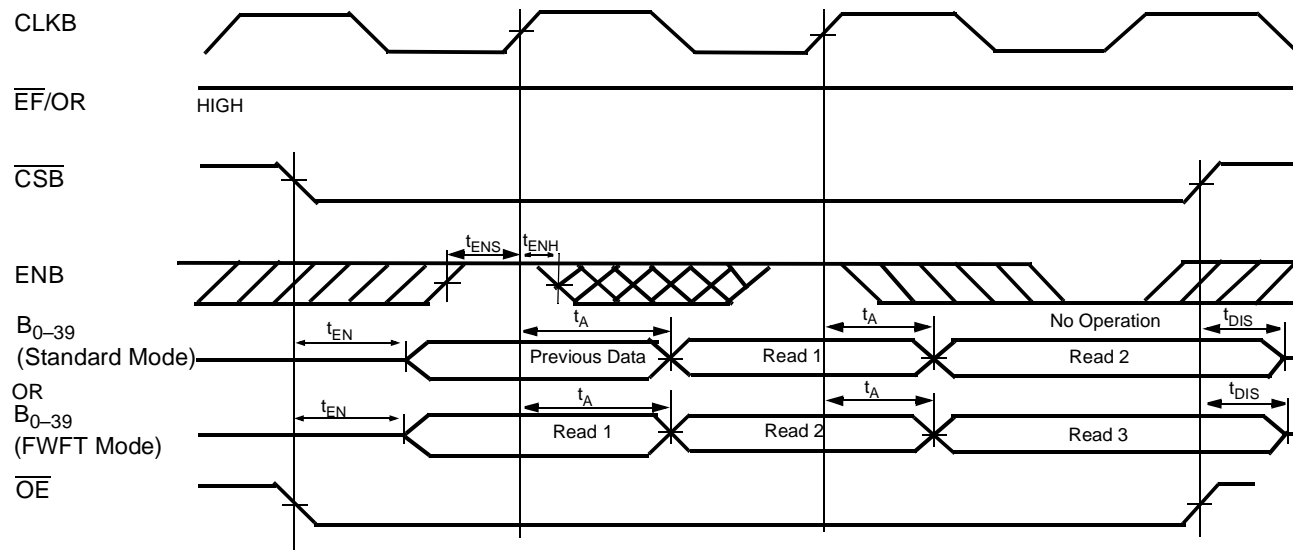 CLKB
EF/OR
HIGH
CSB
tENS
tENH
ENB
B0–39
(Standard Mode)
tEN
tA
tA
No Operation
tDIS
Previous Data
Read 1
Read 2
OR
B0–39
(FWFT Mode)
tEN
tA
tA
tDIS
Read 1
Read 2
Read 3
OE